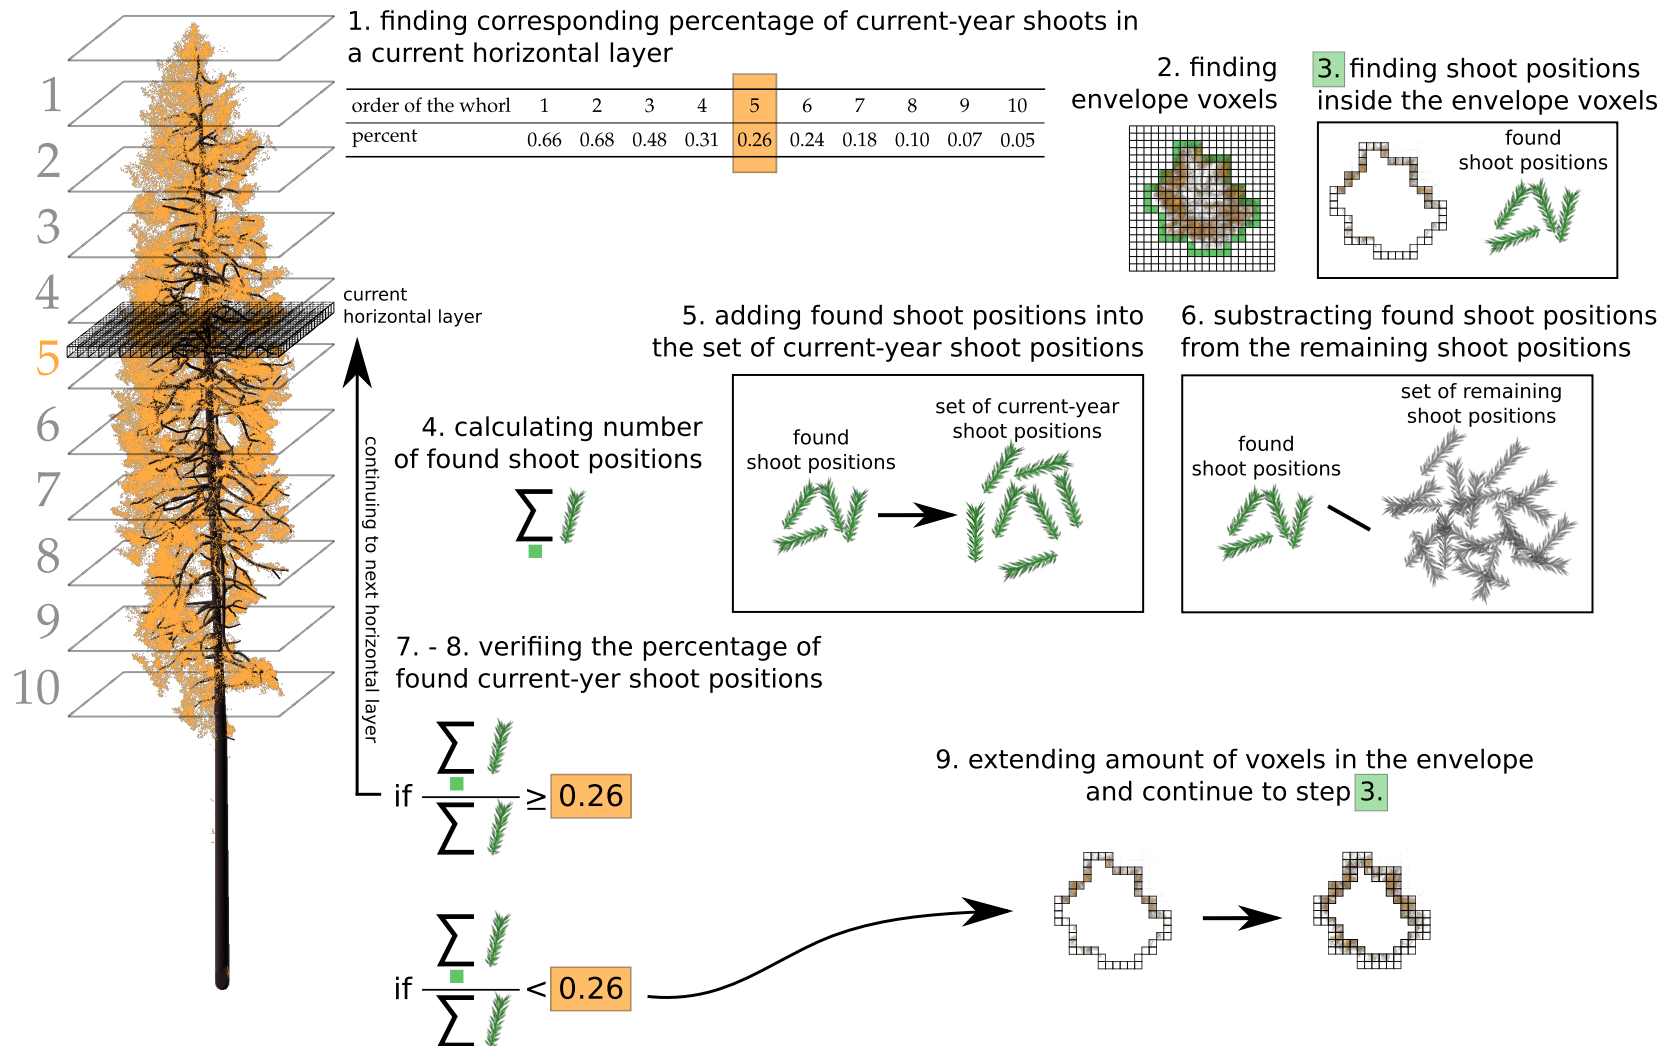 1. finding corresponding percentage of current-year shoots in
a current horizontal layer
order of the whorl 1 2 3 4 5 6 7 8 9 10
percent 0.66 0.68 0.48 0.31 0.26 0.24 0.18 0.10 0.07 0.05
2. finding
envelope voxels
3. finding shoot positions
inside the envelope voxels
found
shoot positions
1
2
3
4
5
6
7
8
9
10
current
horizontal layer
continuing to next horizontal layer
4. calculating number
of found shoot positions
∑
5. adding found shoot positions into
the set of current-year shoot positions
found
shoot positions
set of current-year
shoot positions
6. substracting found shoot positions
from the remaining shoot positions
found
shoot positions
set of remaining
shoot positions
7. - 8. verifiing the percentage of
found current-yer shoot positions
∑
if ≥ 0.26
∑
∑
if < 0.26
∑
9. extending amount of voxels in the envelope
and continue to step 3.